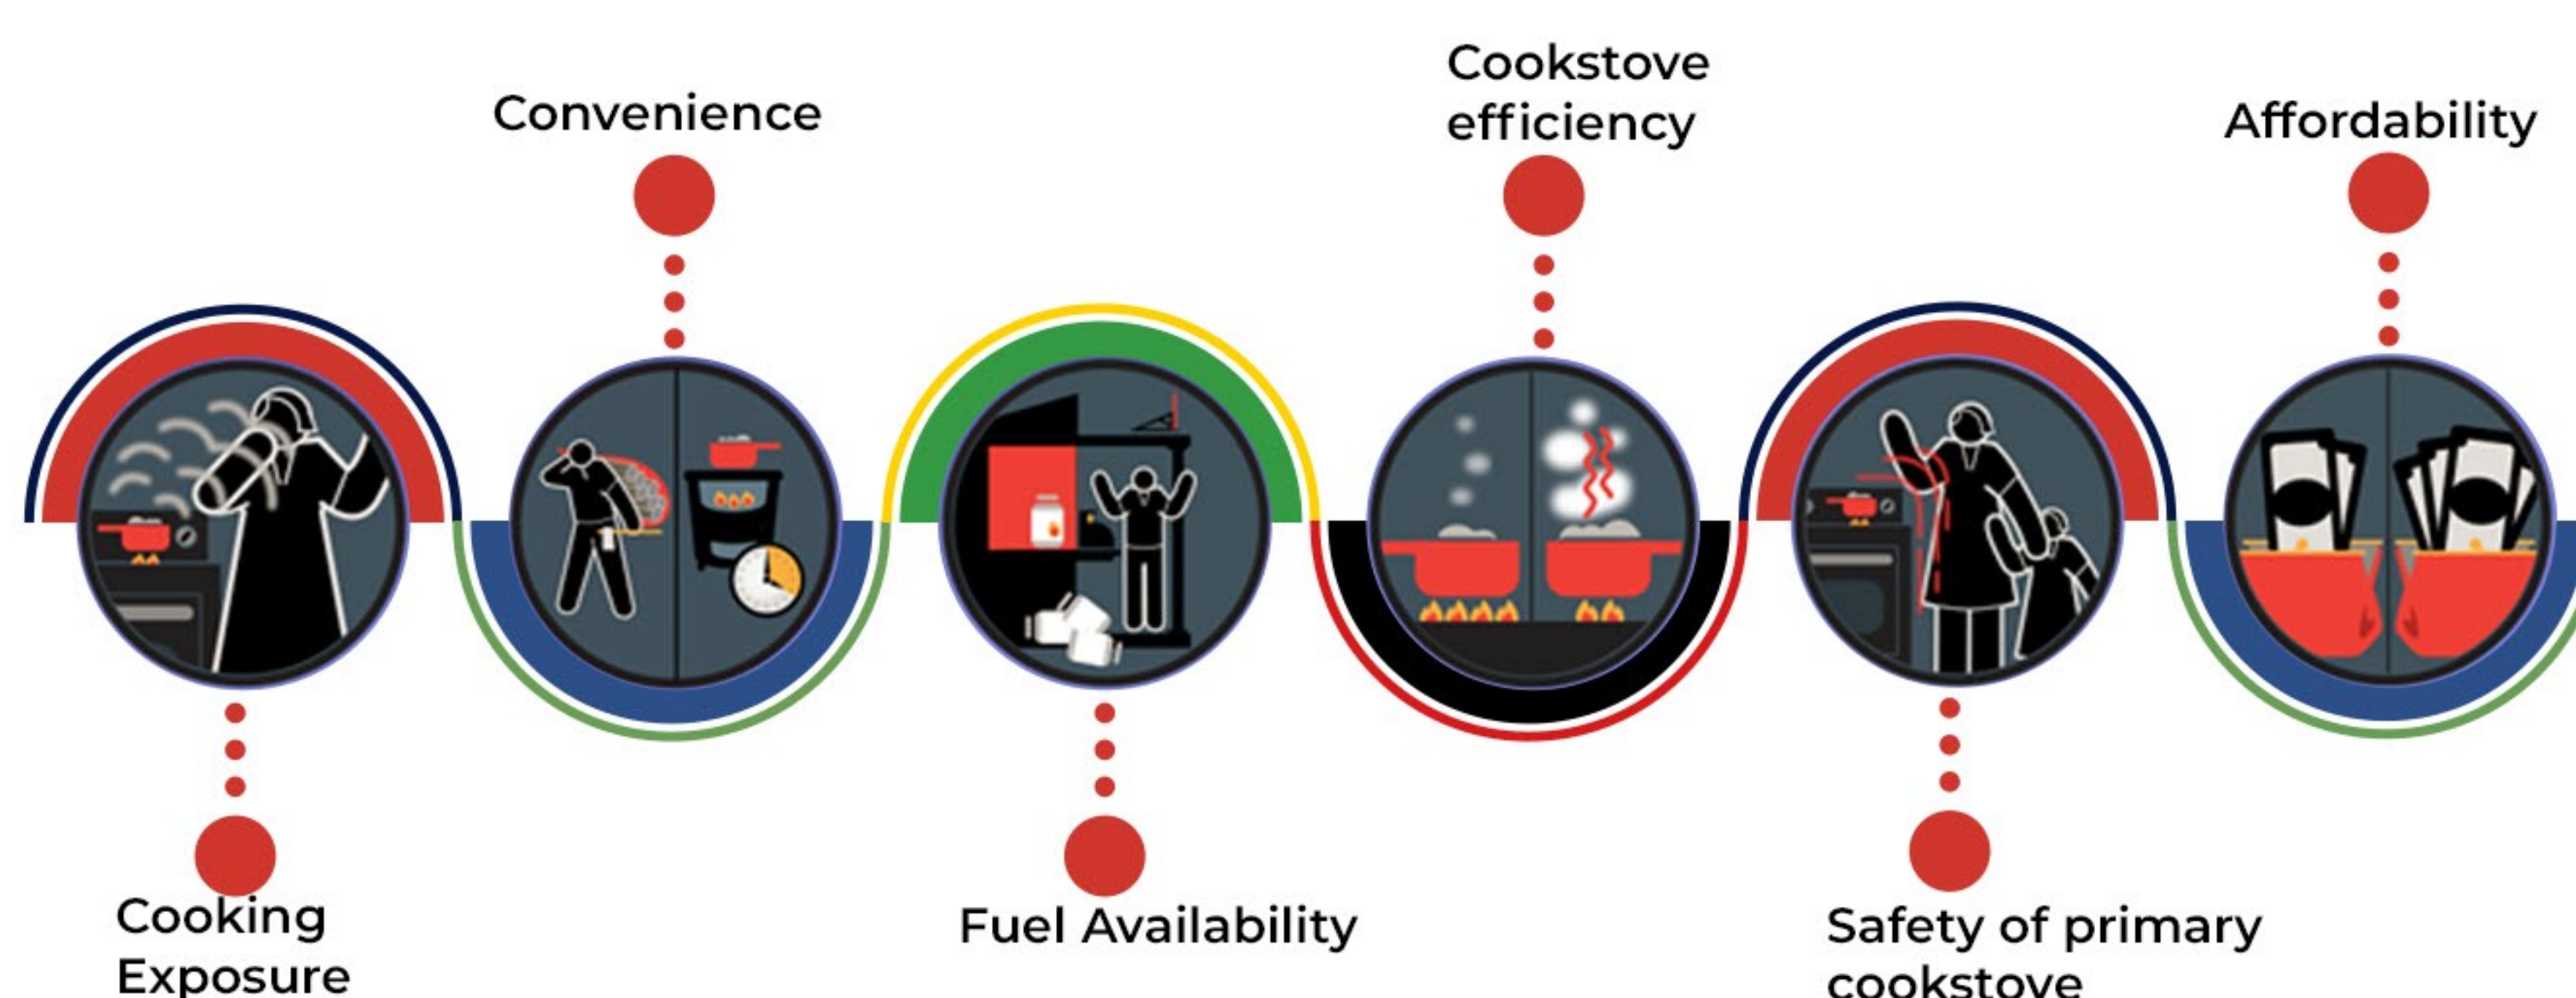 Convenience
Cookstove
efficiency
Affordability
Cooking
Exposure
Fuel Availability
Safety of primary
cookstove